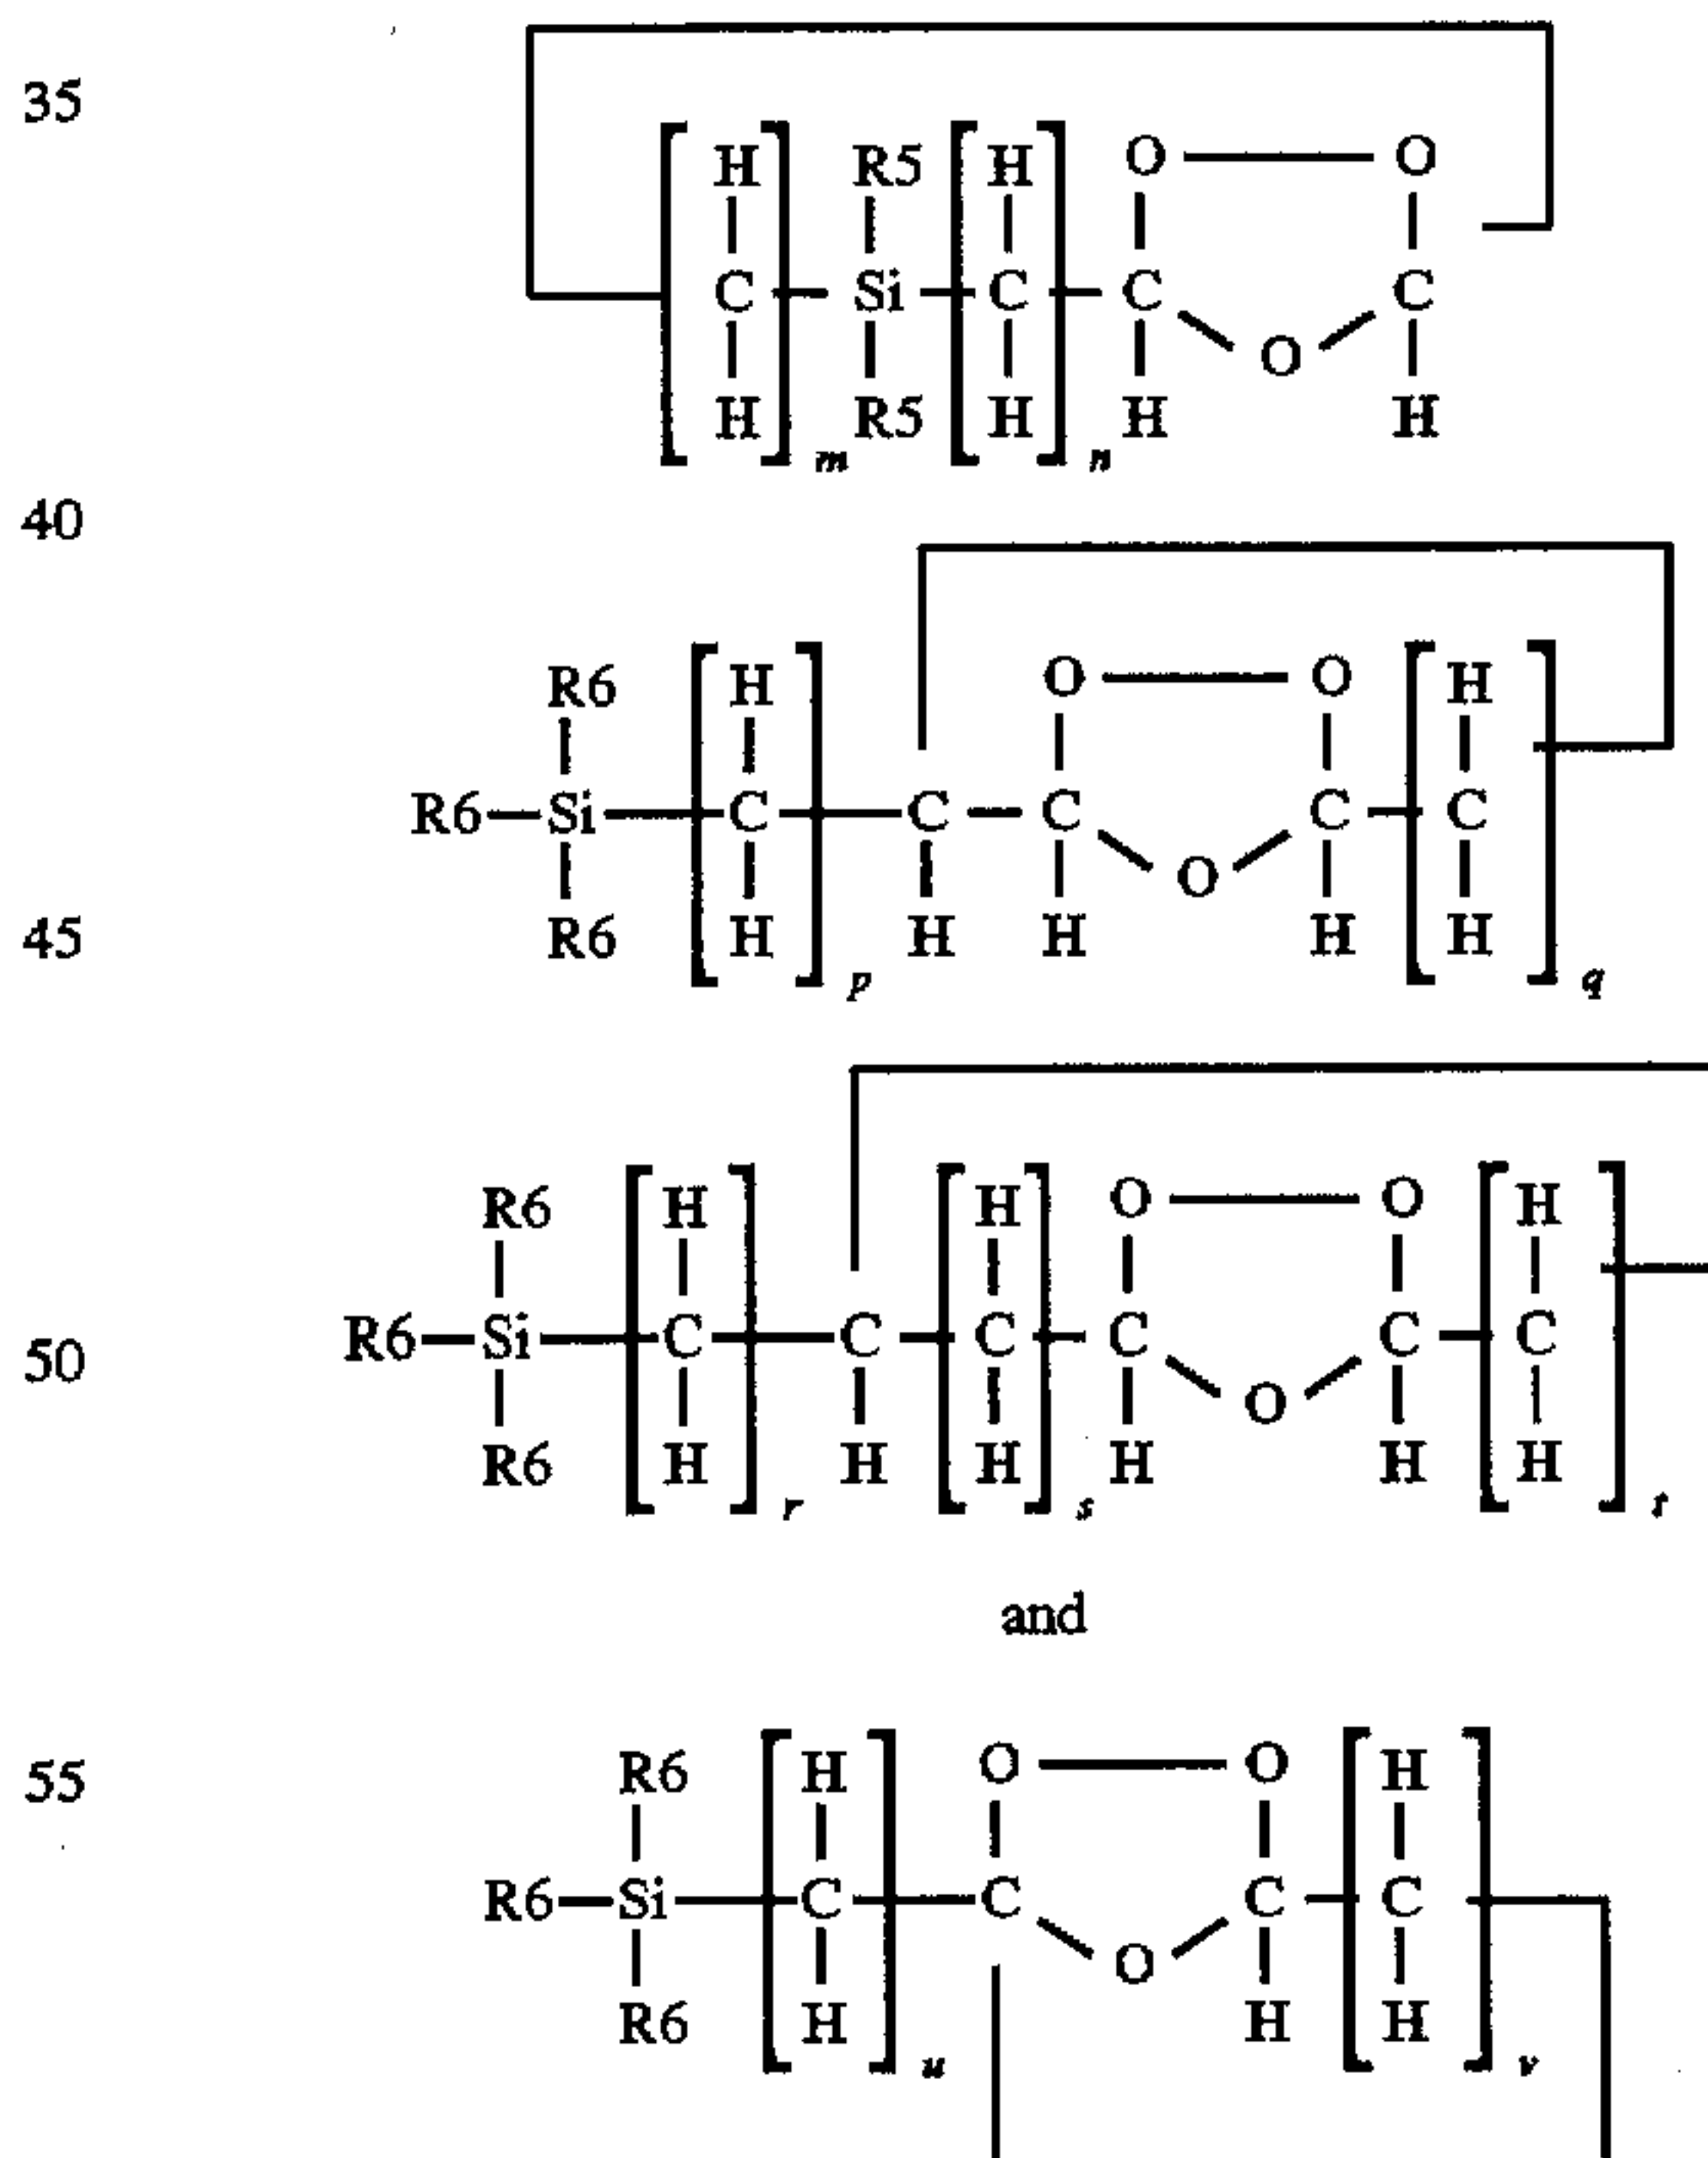 35
H R5 H O O
C Si C C C
O
H R5 H H H
m n
40
R6 H O O H
R6 Si C C C C C
O
45 R6 H H H H H
p q
R6 H H O O H
50 R6 Si C C C C C C
O
R6 H H H H H H
r s t
and
55 R6 H O O H
R6 Si C C C C
O
R6 H H H
u v